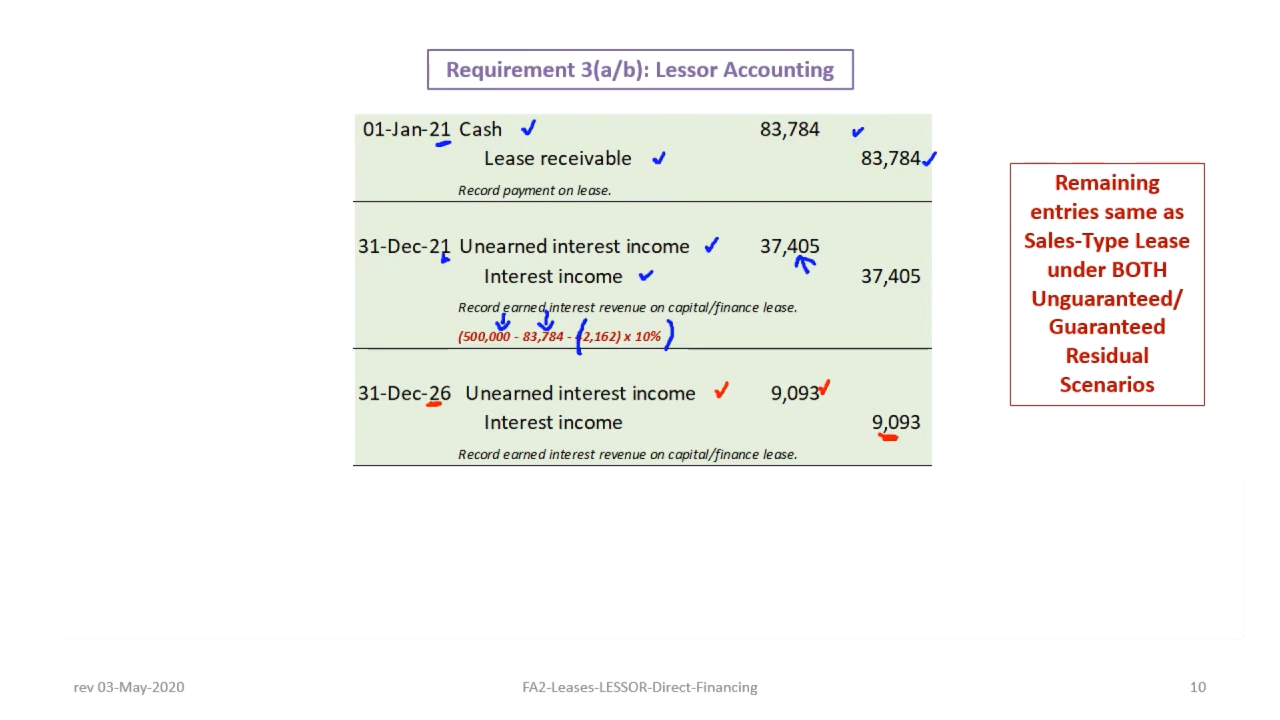 Requirement 3(a/b): Lessor Accounting
01-Jan-21 Cash 83,784
Lease receivable 83,784
Record payment on lease.
31-Dec-21 Unearned interest income 37,405
Interest income 37,405
Record earned interest revenue on capital/finance lease.
(500,000 - 83,784 - 42,162) x 10%
31-Dec-26 Unearned interest income 9,093
Interest income 9,093
Record earned interest revenue on capital/finance lease.
Remaining
entries same as
Sales-Type Lease
under BOTH
Unguaranteed/
Guaranteed
Residual
Scenarios
rev 03-May-2020
FA2-Leases-LESSOR-Direct-Financing
10